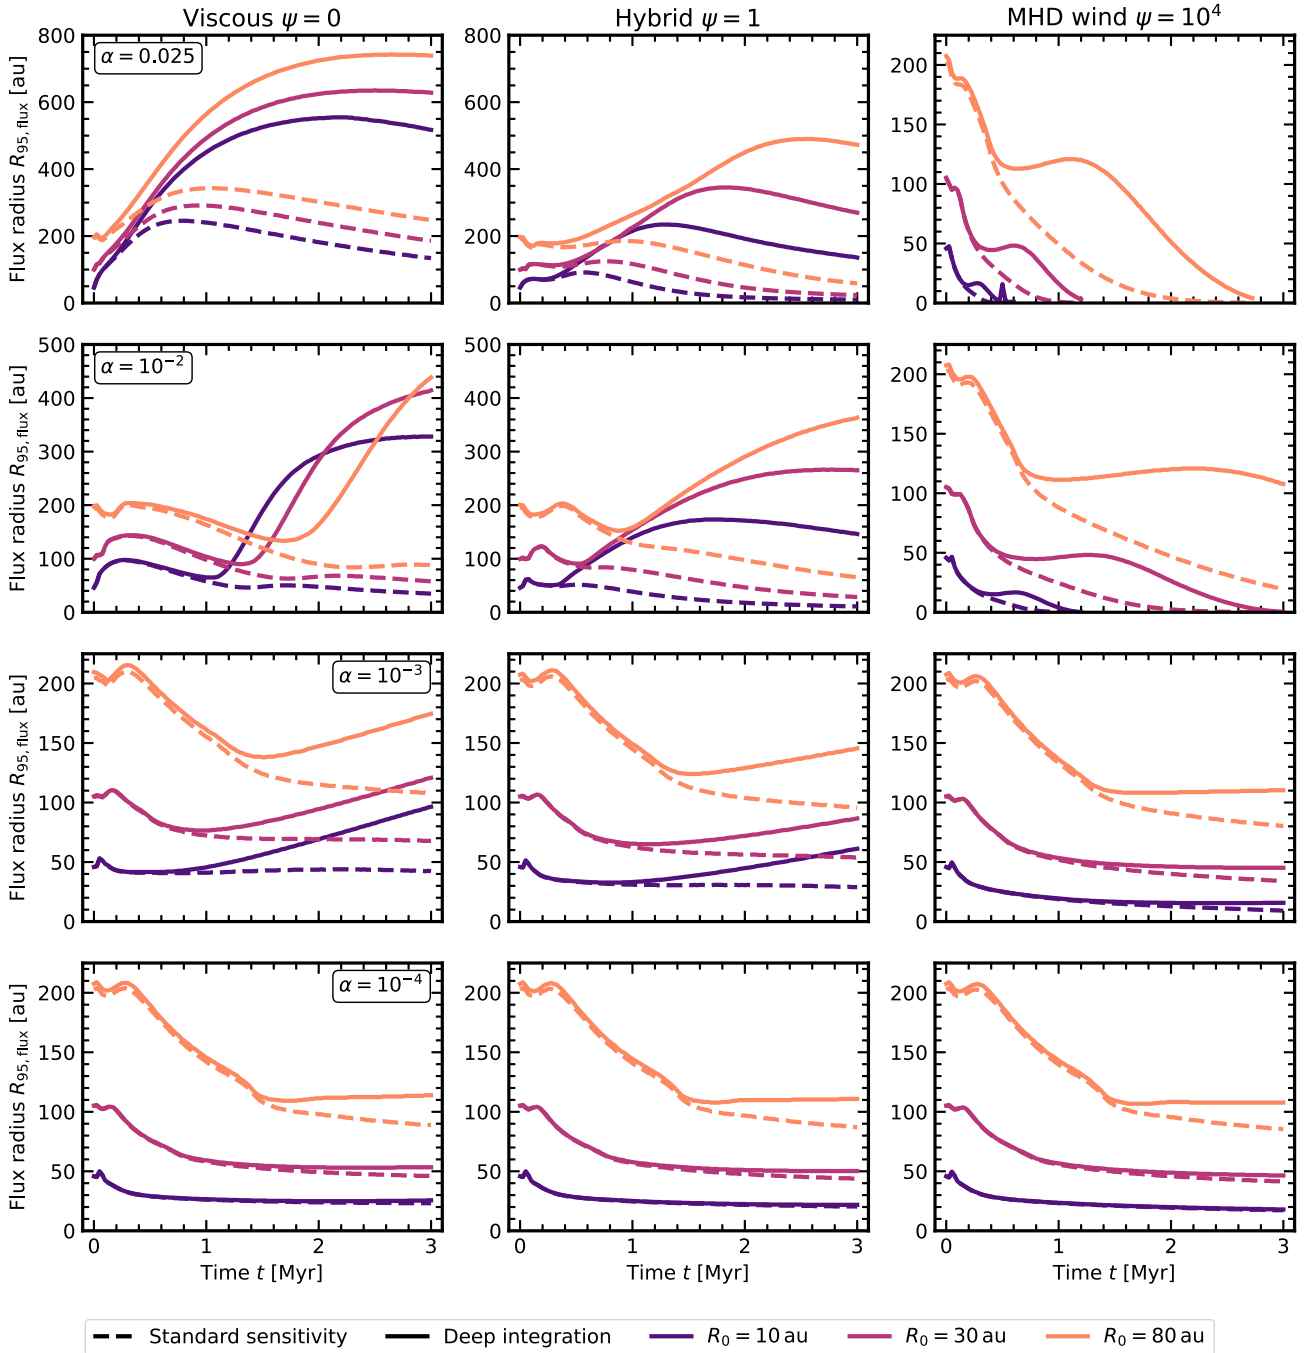 Viscous ψ = 0
Hybrid ψ = 1
MHD wind ψ = 10⁴
Flux radius R₉₅,flux [au]
800
600
400
200
0
α = 0.025
800
600
400
200
0
200
150
100
50
0
Flux radius R₉₅,flux [au]
500
400
300
200
100
0
α = 10⁻²
500
400
300
200
100
0
200
150
100
50
0
Flux radius R₉₅,flux [au]
200
150
100
50
0
α = 10⁻³
200
150
100
50
0
200
150
100
50
0
Flux radius R₉₅,flux [au]
200
150
100
50
0
α = 10⁻⁴
200
150
100
50
0
200
150
100
50
0
0 1 2 3
0 1 2 3
0 1 2 3
Time t [Myr]
Time t [Myr]
Time t [Myr]
Standard sensitivity
Deep integration
R₀ = 10 au
R₀ = 30 au
R₀ = 80 au